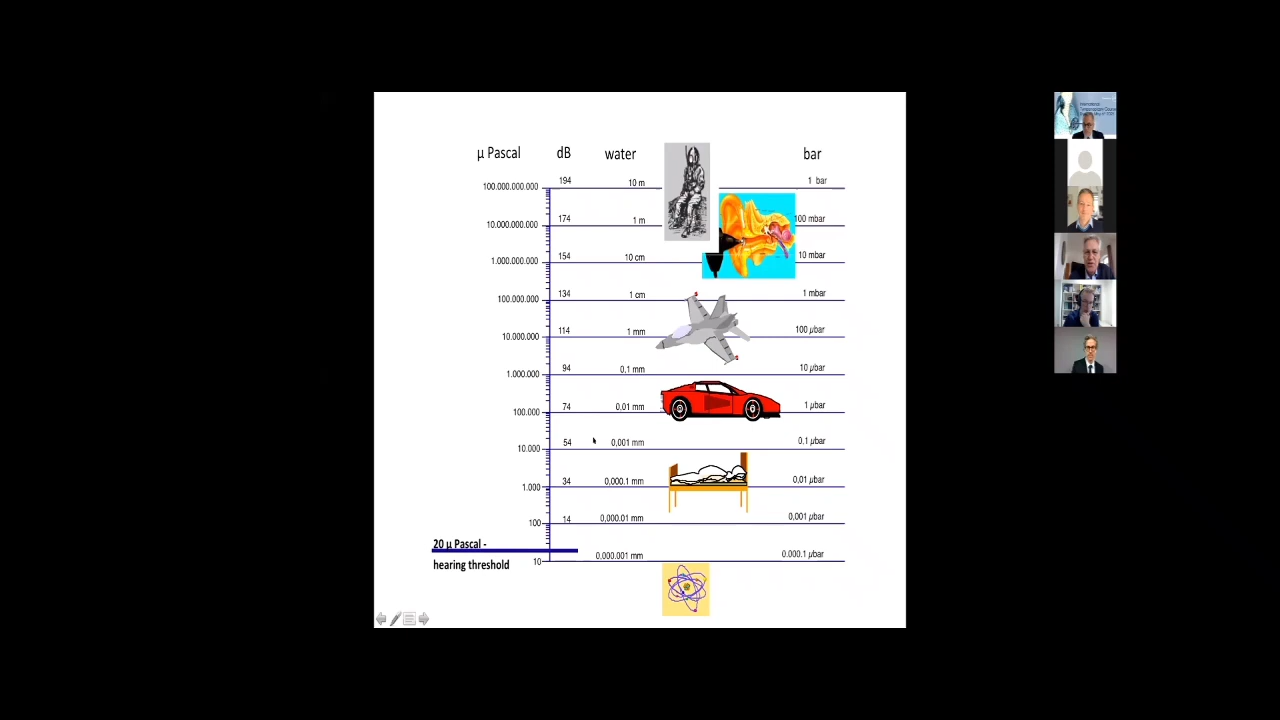 µ Pascal dB water bar
100.000.000.000 194 10 m 1 bar
10.000.000.000 174 1 m 100 mbar
1.000.000.000 154 10 cm 10 mbar
100.000.000 134 1 cm 1 mbar
10.000.000 114 1 mm 100 µbar
1.000.000 94 0.1 mm 10 µbar
100.000 74 0,01 mm 1 µbar
10.000 54 0,001 mm 0.1 µbar
1.000 34 0,000.1 mm 0,01 µbar
100 14 0,000.01 mm 0,001 µbar
20 µ Pascal -
hearing threshold
10 0.000.001 mm 0.000.1 µbar
International